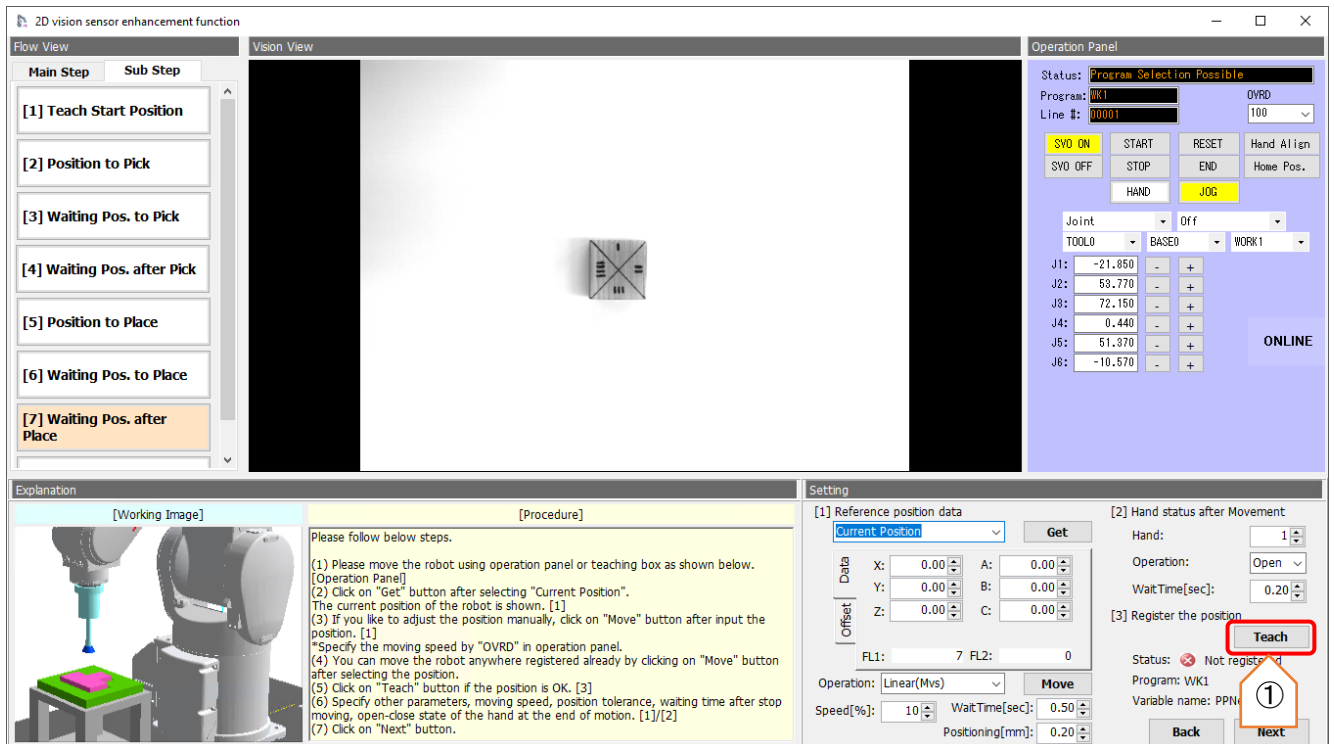 2D vision sensor enhancement function
Flow View
Main Step Sub Step
[1] Teach Start Position
[2] Position to Pick
[3] Waiting Pos. to Pick
[4] Waiting Pos. after Pick
[5] Position to Place
[6] Waiting Pos. to Place
[7] Waiting Pos. after
Place
Vision View
Operation Panel
Status: Program Selection Possible
Program: WK1 OVRD
Line #: 00001 100
SVO ON START RESET Hand Align
SVO OFF STOP END Home Pos.
HAND JOG
Joint Off
TOOL0 BASE0 WORK1
J1: -21.850 - +
J2: 53.770 - +
J3: 72.150 - +
J4: 0.440 - +
J5: 51.370 - +
J6: -10.570 - +
ONLINE
Explanation
[Working Image]
[Procedure]
Please follow below steps.
(1) Please move the robot using operation panel or teaching box as shown below.
[Operation Panel]
(2) Click on "Get" button after selecting "Current Position".
The current position of the robot is shown. [1]
(3) If you like to adjust the position manually, click on "Move" button after input the
position. [1]
*Specify the moving speed by "OVRD" in operation panel.
(4) You can move the robot anywhere registered already by clicking on "Move" button
after selecting the position.
(5) Click on "Teach" button if the position is OK. [3]
(6) Specify other parameters, moving speed, position tolerance, waiting time after stop
moving, open-close state of the hand at the end of motion. [1]/[2]
(7) Click on "Next" button.
Setting
[1] Reference position data
Current Position Get
Data
Offset
X: 0.00 A: 0.00
Y: 0.00 B: 0.00
Z: 0.00 C: 0.00
FL1: 7 FL2: 0
Operation: Linear(Mvs) Move
Speed[%]: 10 WaitTime[sec]: 0.50
Positioning[mm]: 0.20
[2] Hand status after Movement
Hand: 1
Operation: Open
WaitTime[sec]: 0.20
[3] Register the position
Teach
Status: Not registered
Program: WK1
Variable name: PPNe
①
Back Next